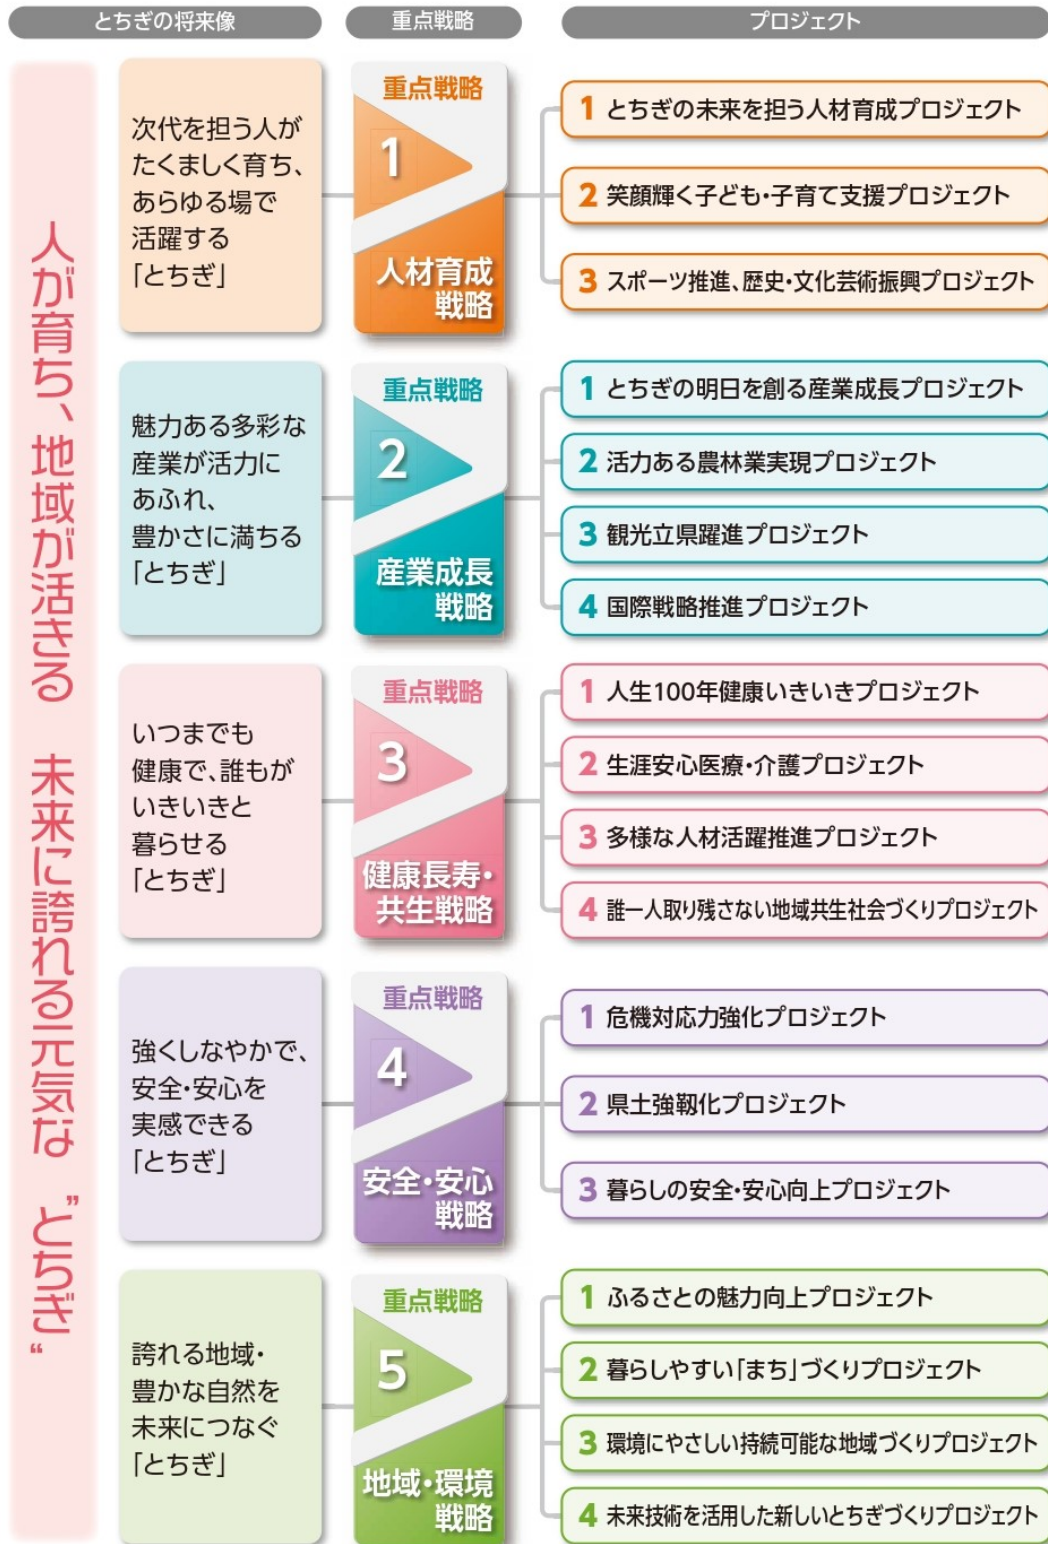 とちぎの将来像
重点戦略
プロジェクト
人が育ち、地域が活きる 未来に誇れる元気な “とちぎ”
次代を担う人が
たくましく育ち、
あらゆる場で
活躍する
「とちぎ」
重点戦略
1
人材育成
戦略
1 とちぎの未来を担う人材育成プロジェクト
2 笑顔輝く子ども・子育て支援プロジェクト
3 スポーツ推進、歴史・文化芸術振興プロジェクト
魅力ある多彩な
産業が活力に
あふれ、
豊かさに満ちる
「とちぎ」
重点戦略
2
産業成長
戦略
1 とちぎの明日を創る産業成長プロジェクト
2 活力ある農林業実現プロジェクト
3 観光立県躍進プロジェクト
4 国際戦略推進プロジェクト
いつまでも
健康で、誰もが
いきいきと
暮らせる
「とちぎ」
重点戦略
3
健康長寿・
共生戦略
1 人生100年健康いきいきプロジェクト
2 生涯安心医療・介護プロジェクト
3 多様な人材活躍推進プロジェクト
4 誰一人取り残さない地域共生社会づくりプロジェクト
強くしなやかで、
安全・安心を
実感できる
「とちぎ」
重点戦略
4
安全・安心
戦略
1 危機対応力強化プロジェクト
2 県土強靱化プロジェクト
3 暮らしの安全・安心向上プロジェクト
誇れる地域・
豊かな自然を
未来につなぐ
「とちぎ」
重点戦略
5
地域・環境
戦略
1 ふるさとの魅力向上プロジェクト
2 暮らしやすい「まち」づくりプロジェクト
3 環境にやさしい持続可能な地域づくりプロジェクト
4 未来技術を活用した新しいとちぎづくりプロジェクト